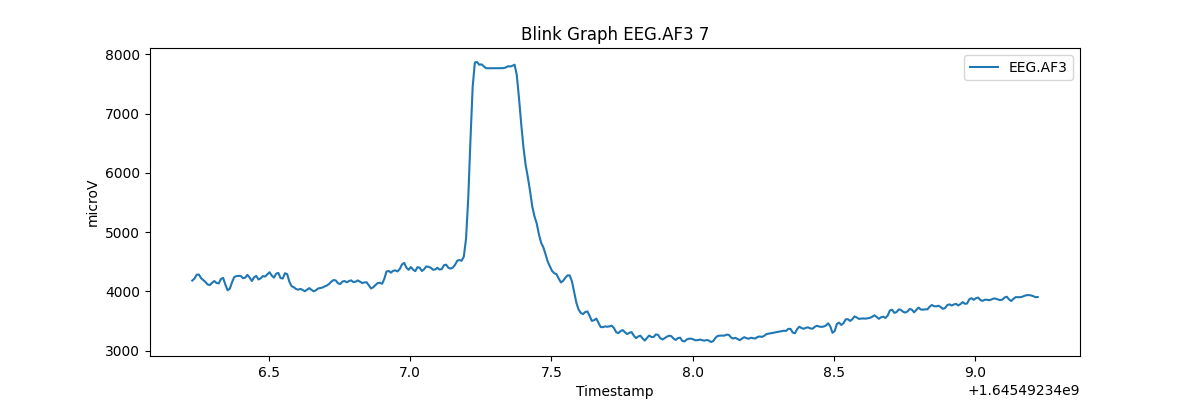 Blink Graph EEG.AF3 7
EEG.AF3
8000
7000
6000
5000
4000
3000
microV
6.5 7.0 7.5 8.0 8.5 9.0
Timestamp
+1.64549234e9